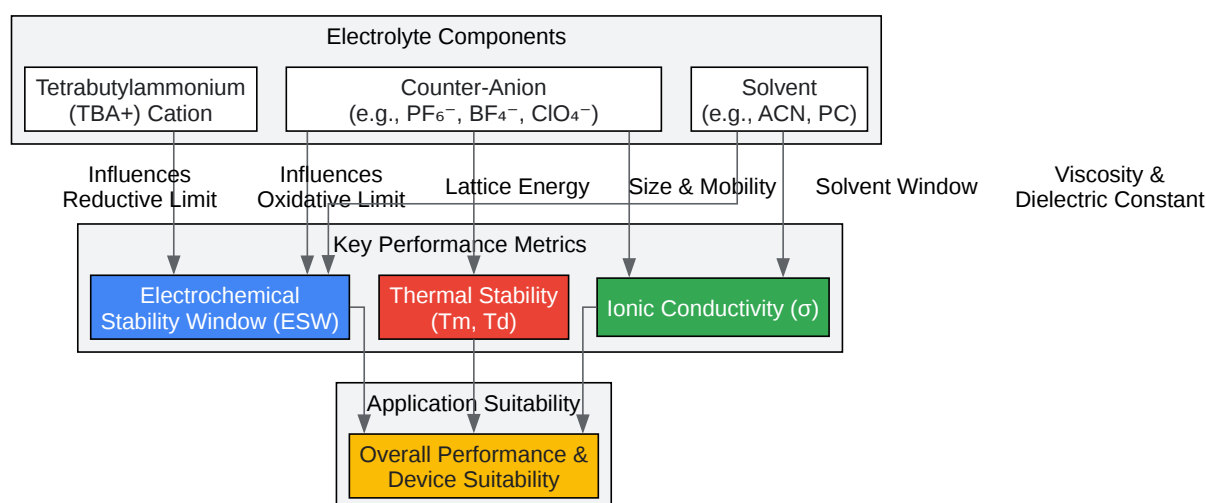 Electrolyte Components
Tetrabutylammonium
(TBA+) Cation
Counter-Anion
(e.g., PF₆⁻, BF₄⁻, ClO₄⁻)
Solvent
(e.g., ACN, PC)
Influences
Reductive Limit
Influences
Oxidative Limit
Lattice Energy
Size & Mobility
Solvent Window
Viscosity &
Dielectric Constant
Key Performance Metrics
Electrochemical
Stability Window (ESW)
Thermal Stability
(Tm, Td)
Ionic Conductivity (σ)
Application Suitability
Overall Performance &
Device Suitability